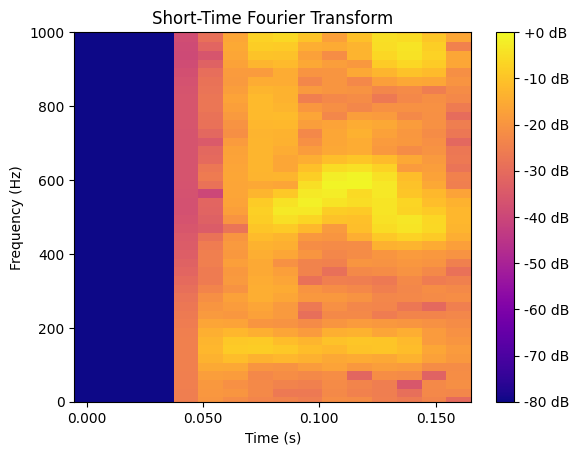 Short-Time Fourier Transform
1000
800
600
400
200
0
Frequency (Hz)
0.000
0.050
0.100
0.150
Time (s)
+0 dB
-10 dB
-20 dB
-30 dB
-40 dB
-50 dB
-60 dB
-70 dB
-80 dB